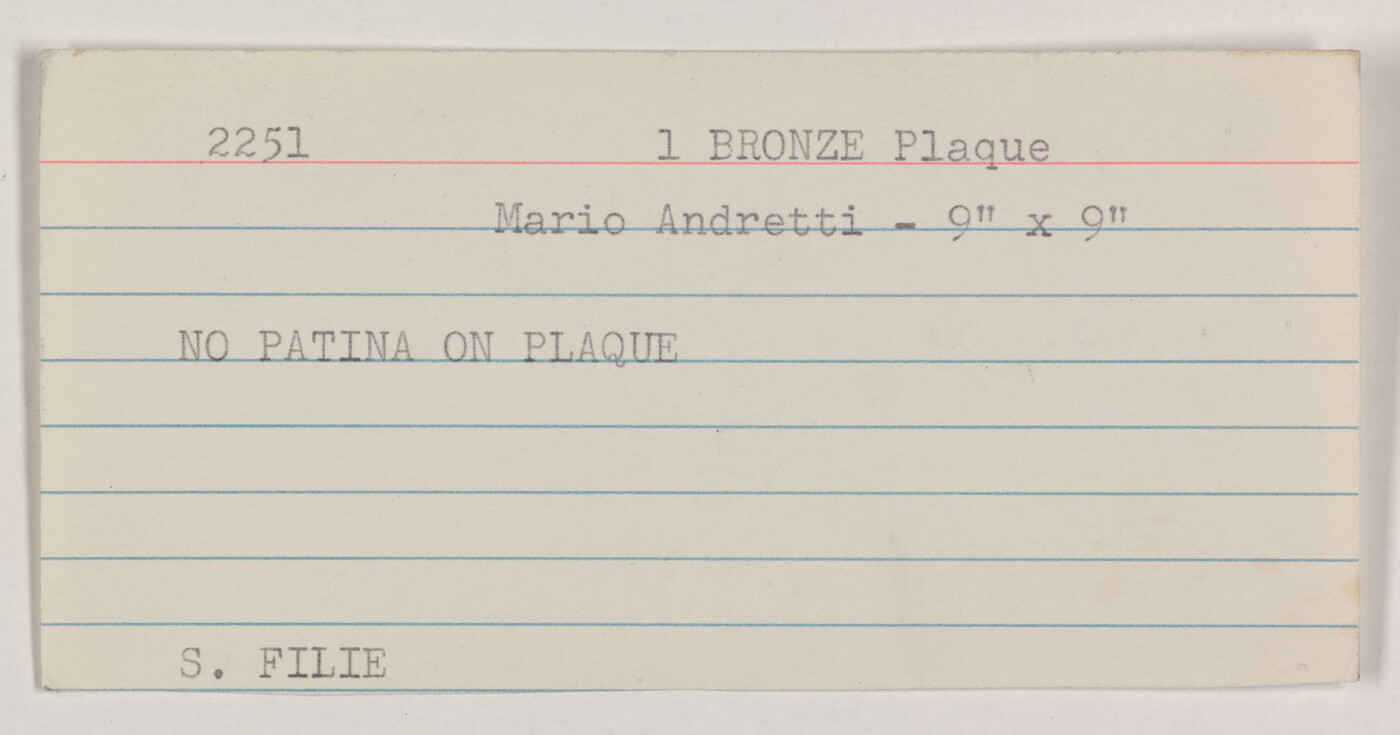 2251 1 BRONZE Plaque
Mario Andretti - 9" x 9"
NO PATINA ON PLAQUE
S. FILIE